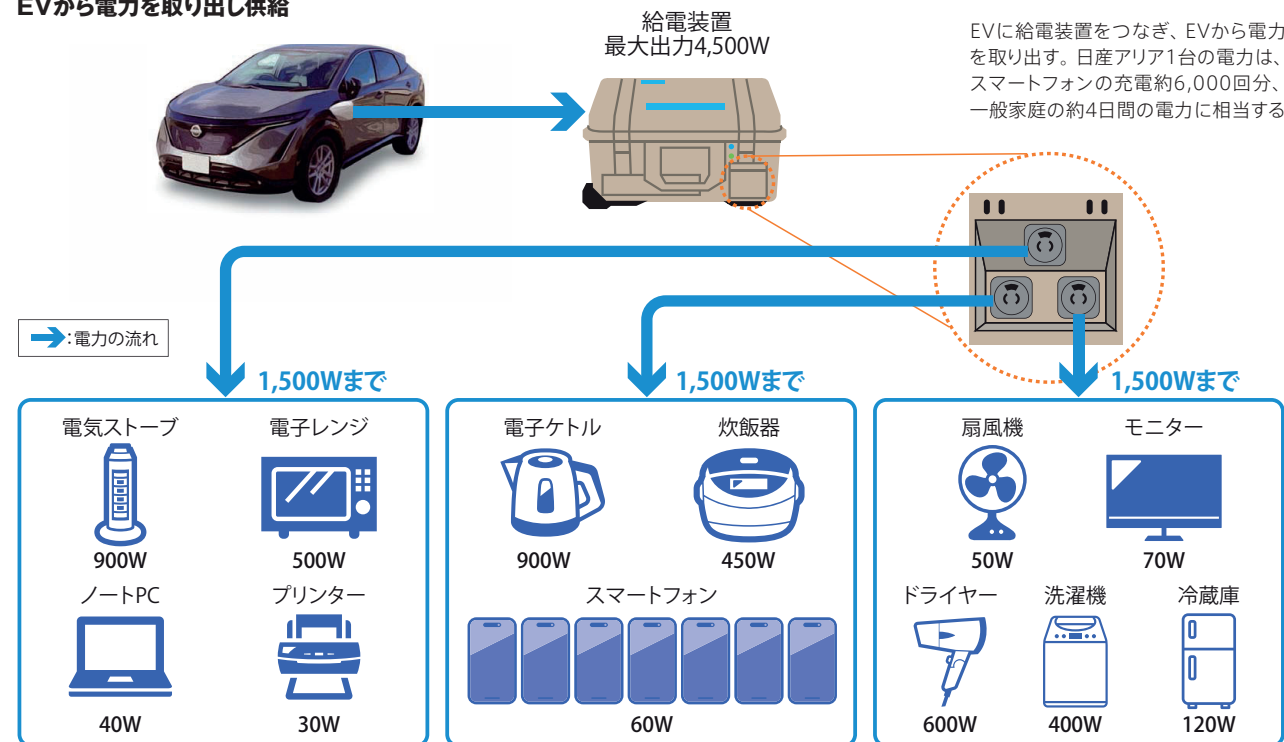 EVから電力を取り出し供給
給電装置
最大出力4,500W
EVに給電装置をつなぎ、EVから電力
を取り出す。日産アリア1台の電力は、
スマートフォンの充電約6,000回分、
一般家庭の約4日間の電力に相当する
:電力の流れ
1,500Wまで
1,500Wまで
1,500Wまで
電気ストーブ
電子レンジ
900W
500W
ノートPC
プリンター
40W
30W
電子ケトル
炊飯器
900W
450W
スマートフォン
60W
扇風機
モニター
50W
70W
ドライヤー
洗濯機
冷蔵庫
600W
400W
120W